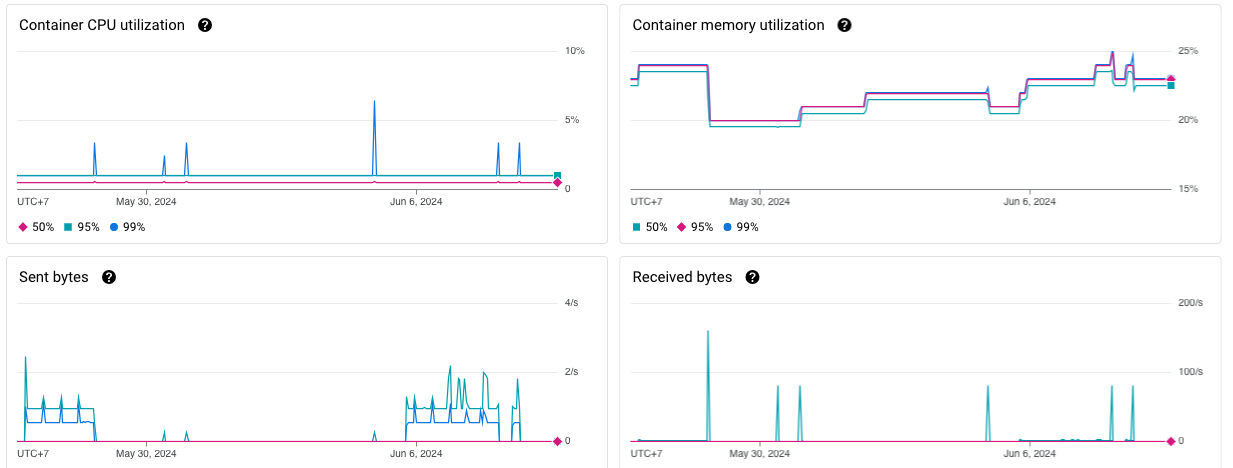 Container CPU utilization
10%
5%
0
UTC+7 May 30, 2024 Jun 6, 2024
50% 95% 99%
Container memory utilization
25%
20%
15%
UTC+7 May 30, 2024 Jun 6, 2024
50% 95% 99%
Sent bytes
4/s
2/s
0
UTC+7 May 30, 2024 Jun 6, 2024
Received bytes
200/s
100/s
0
UTC+7 May 30, 2024 Jun 6, 2024